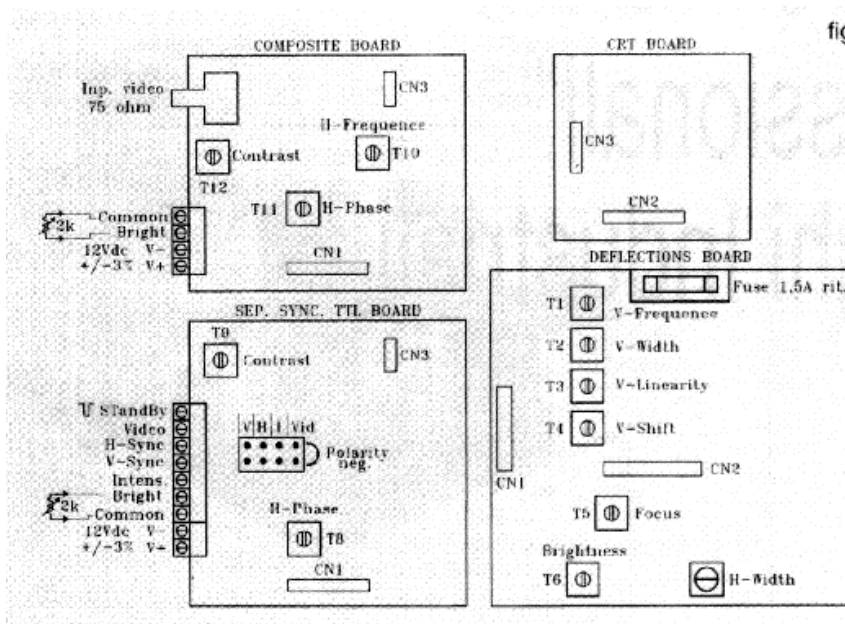 fig
COMPOSITE BOARD
Inp. video
75 ohm
CN3
H-Frequence
T10
Contrast
T12
T11
H-Phase
Common
Bright
2k
12Vdc V-
+/-3% V+
CN1
CRT BOARD
CN3
CN2
SEP. SYNC. TTL BOARD
T9
Contrast
CN3
STandBy
Video
H-Sync
V-Sync
Intens.
Bright
2k
Common
12Vdc V-
+/-3% V+
V H I Vid
Polarity
neg.
H-Phase
T8
CN1
DEFLECTIONS BOARD
Fuse 1,5A rit.
T1
V-Frequence
T2
V-Width
T3
V-Linearity
T4
V-Shift
CN1
CN2
T5
Focus
Brightness
T6
H-Width